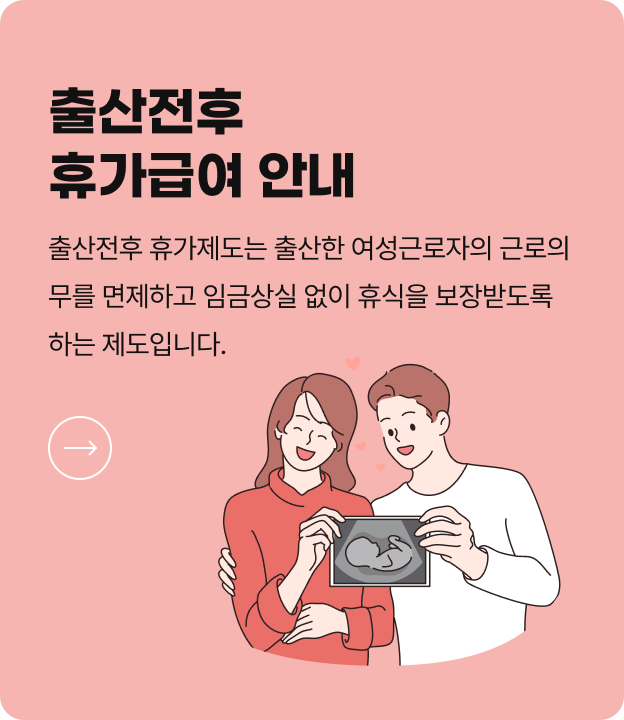 출산전후
휴가급여 안내
출산전후 휴가제도는 출산한 여성근로자의 근로의
무를 면제하고 임금상실 없이 휴식을 보장받도록
하는 제도입니다.